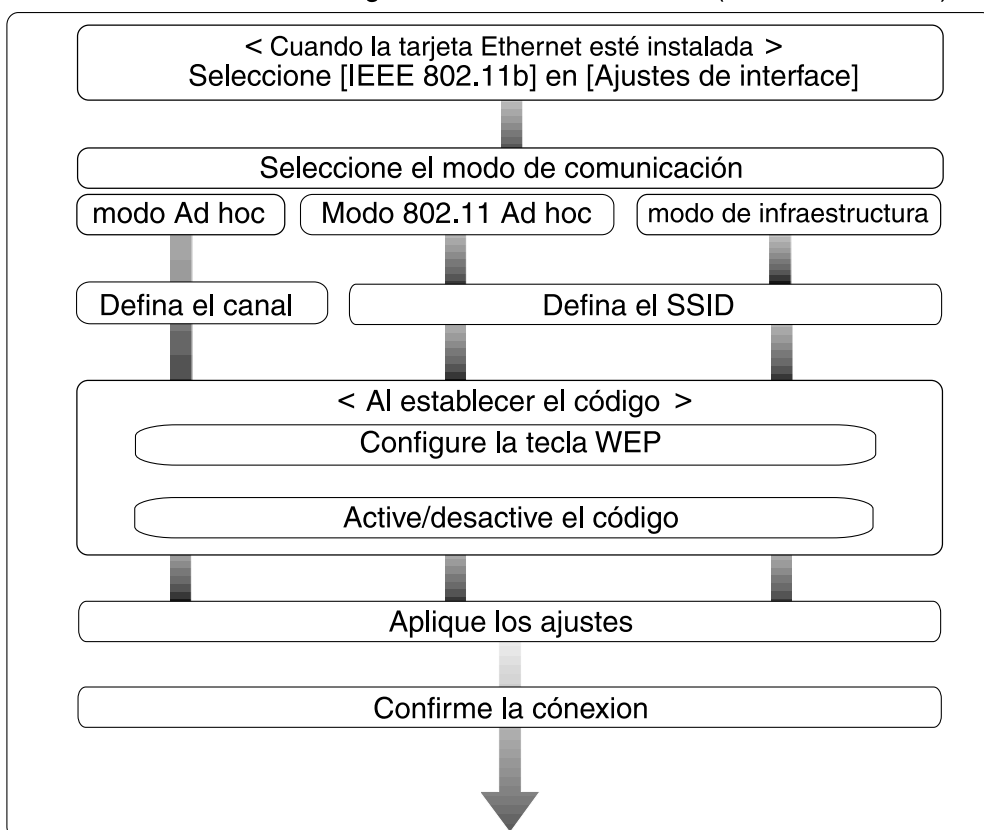 < Cuando la tarjeta Ethernet esté instalada >
Seleccione [IEEE 802.11b] en [Ajustes de interface]
Seleccione el modo de comunicación
modo Ad hoc
Modo 802.11 Ad hoc
modo de infraestructura
Defina el canal
Defina el SSID
< Al establecer el código >
Configure la tecla WEP
Active/desactive el código
Aplique los ajustes
Confirme la cónexion